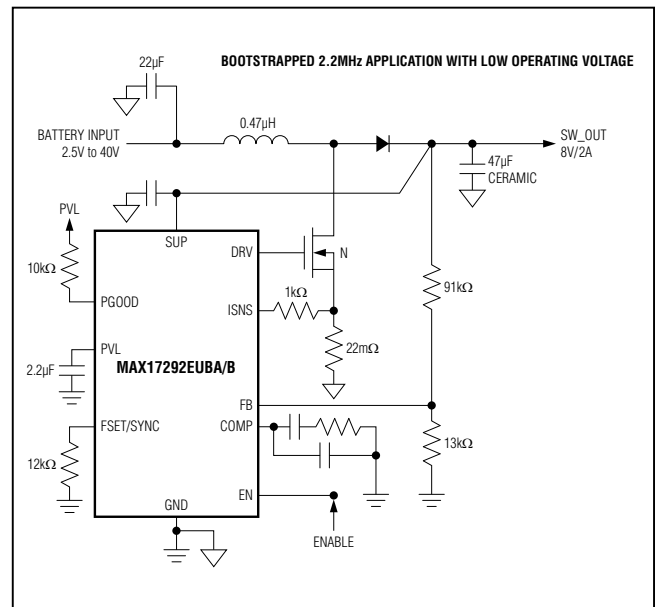 BOOTSTRAPPED 2.2MHz APPLICATION WITH LOW OPERATING VOLTAGE
22µF
0.47µH
BATTERY INPUT
2.5V to 40V
SW_OUT
8V/2A
47µF
CERAMIC
PVL
SUP
DRV
N
10kΩ
91kΩ
1kΩ
PGOOD
ISNS
PVL
22mΩ
MAX17292EUBA/B
2.2µF
FB
FSET/SYNC
COMP
13kΩ
12kΩ
EN
GND
ENABLE